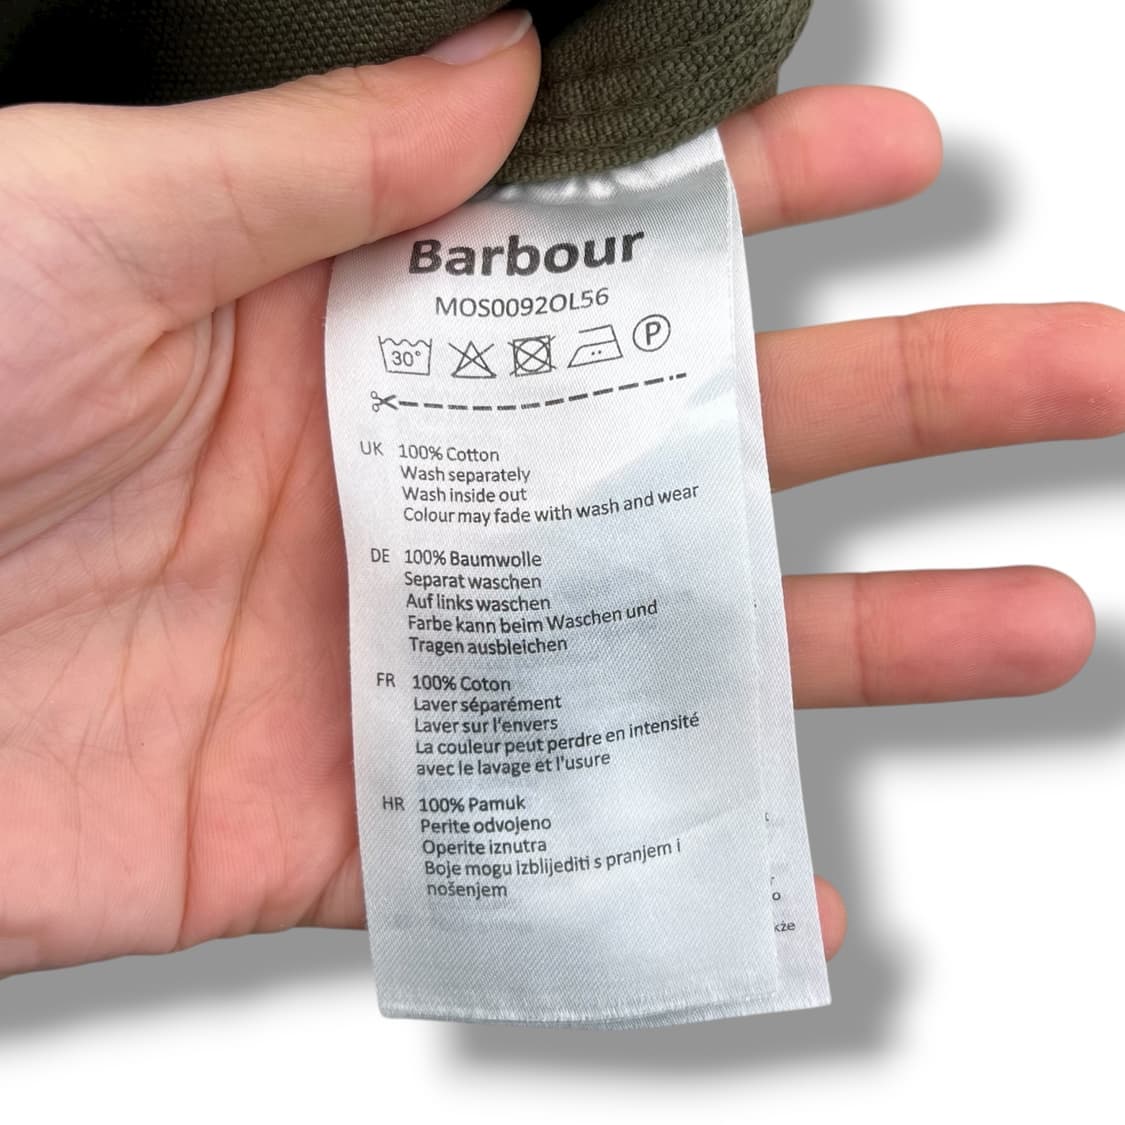 Barbour
MOS0092OL56
30°
P
UK 100% Cotton
Wash separately
Wash inside out
Colour may fade with wash and wear
DE 100% Baumwolle
Separat waschen
Auf links waschen
Farbe kann beim Waschen und
Tragen ausbleichen
FR 100% Coton
Laver séparément
Laver sur l'envers
La couleur peut perdre en intensité
avec le lavage et l'usure
HR 100% Pamuk
Perite odvojeno
Operite iznutra
Boje mogu izblijediti s pranjem i
nošenjem